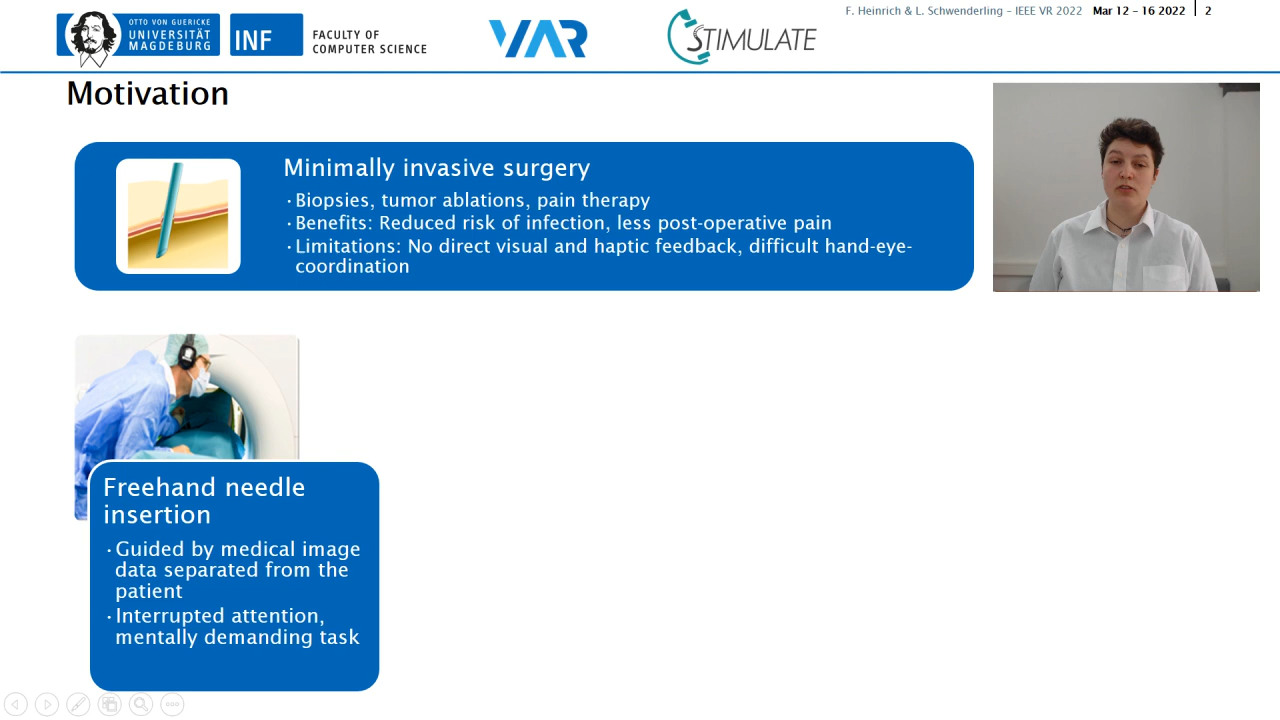 OTTO VON GUERICKE
UNIVERSITÄT
MAGDEBURG
INF
FACULTY OF
COMPUTER SCIENCE
VAR
STIMULATE
F. Heinrich & L. Schwenderling – IEEE VR 2022 Mar 12 – 16 2022 2
Motivation
Minimally invasive surgery
· Biopsies, tumor ablations, pain therapy
· Benefits: Reduced risk of infection, less post-operative pain
· Limitations: No direct visual and haptic feedback, difficult hand-eye-
coordination
Freehand needle
insertion
· Guided by medical image
data separated from the
patient
· Interrupted attention,
mentally demanding task